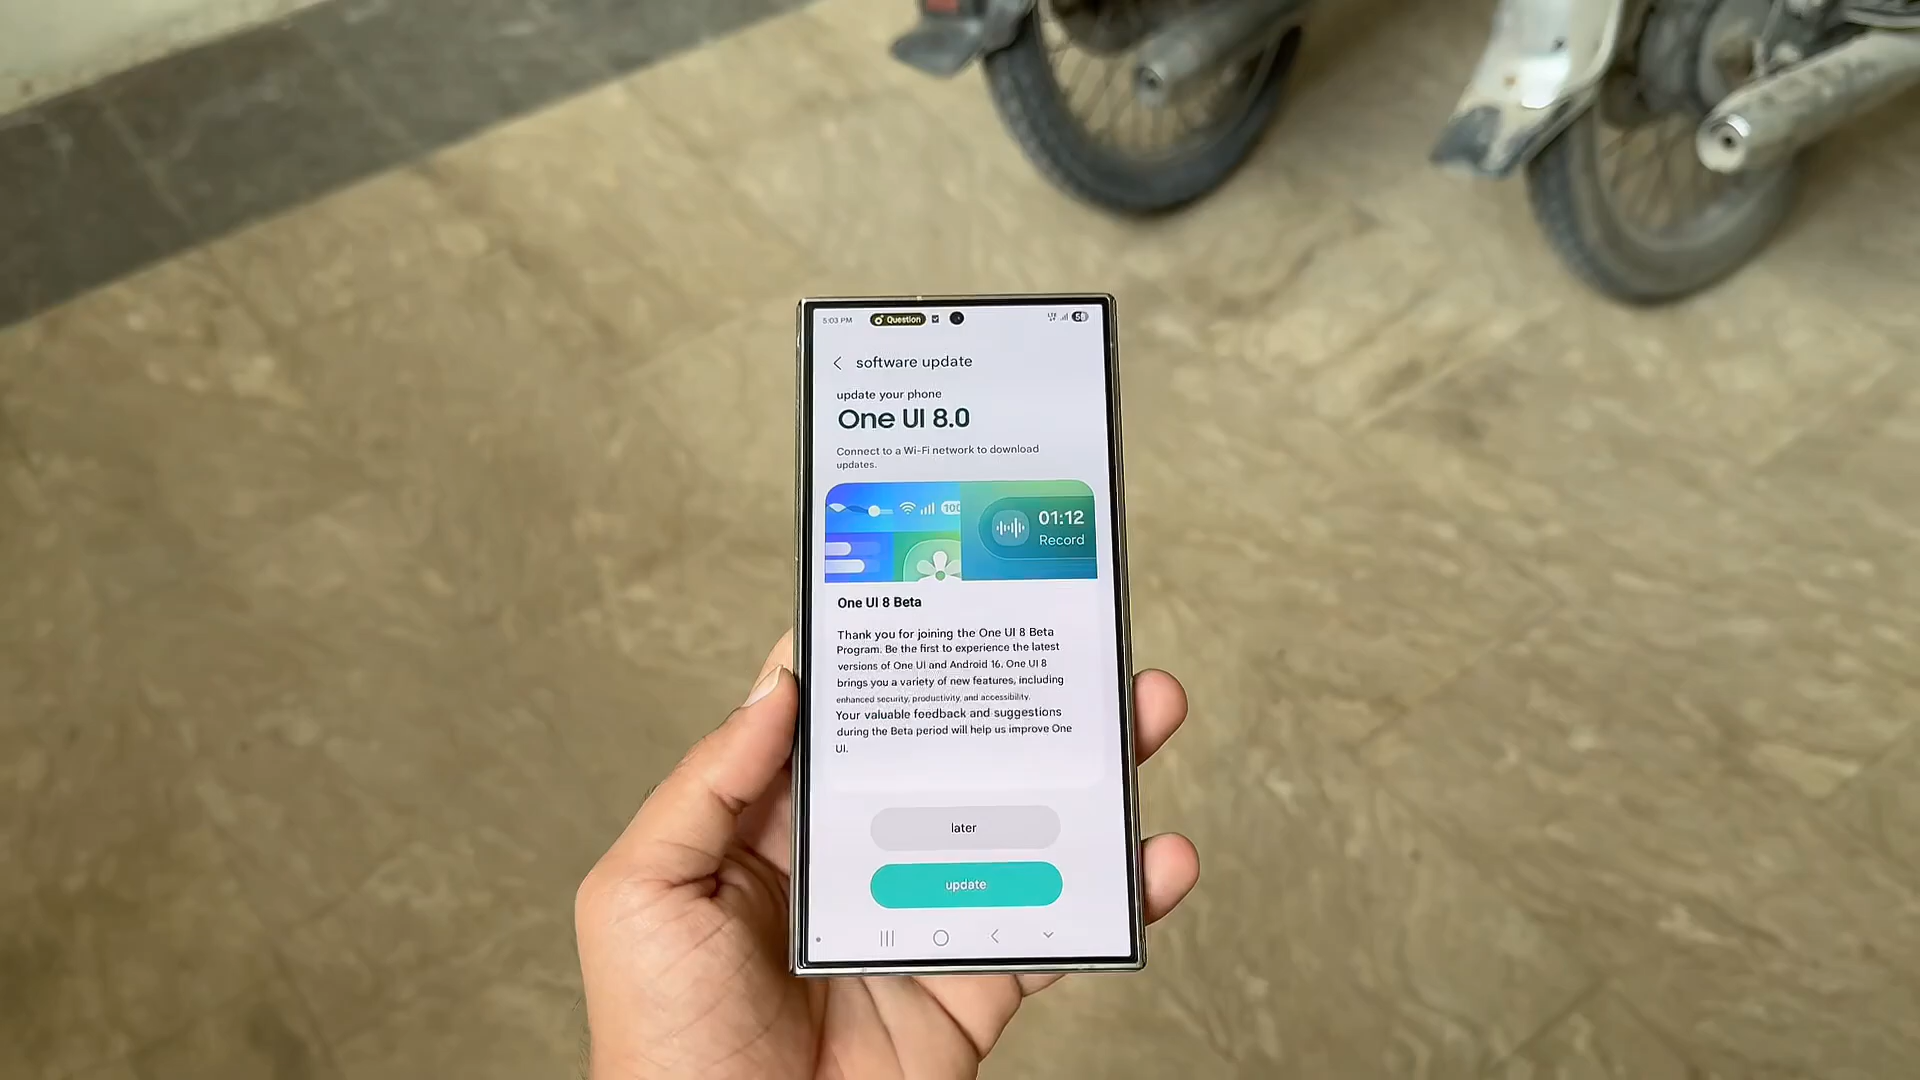 5:03 PM Question LTE 58
software update
update your phone
One UI 8.0
Connect to a Wi-Fi network to download
updates.
100
01:12
Record
One UI 8 Beta
Thank you for joining the One UI 8 Beta
Program. Be the first to experience the latest
versions of One UI and Android 16. One UI 8
brings you a variety of new features, including
enhanced security, productivity, and accessibility.
Your valuable feedback and suggestions
during the Beta period will help us improve One
UI.
later
update